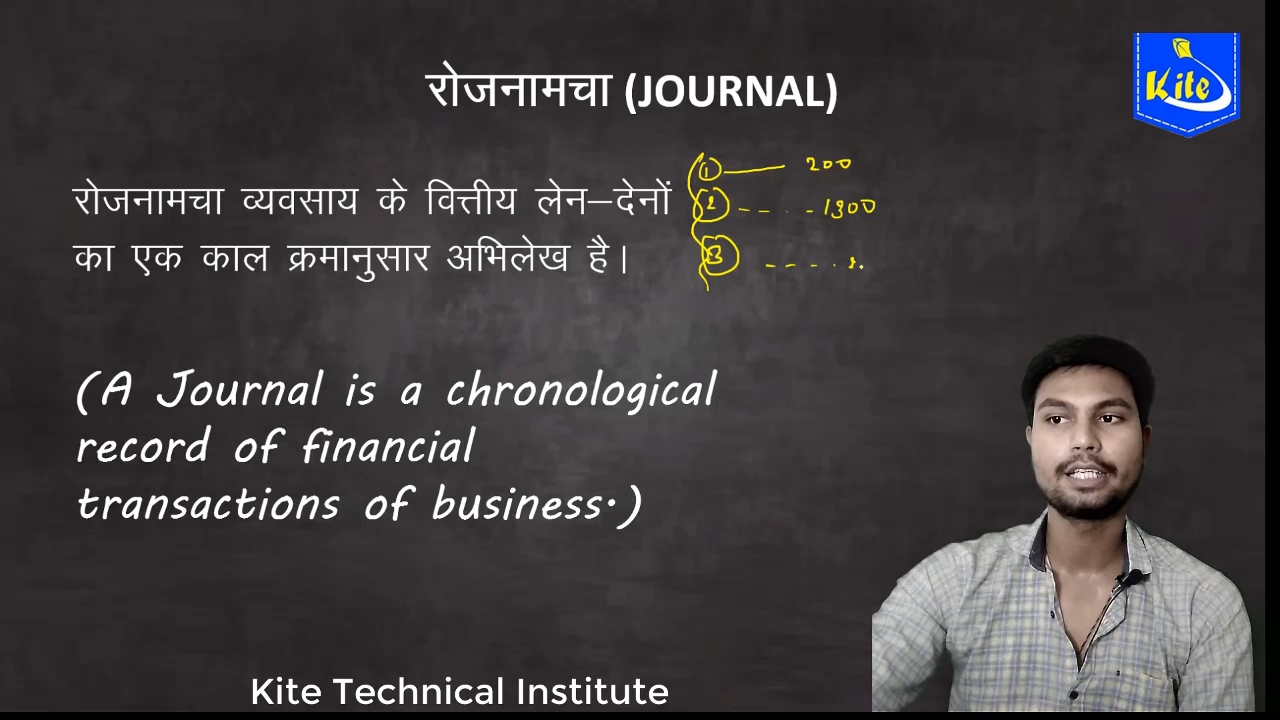 रोजनामचा (JOURNAL)
Kite
रोजनामचा व्यवसाय के वित्तीय लेन–देनों
का एक काल क्रमानुसार अभिलेख है।
1 200
2 1300
3
(A Journal is a chronological
record of financial
transactions of business.)
Kite Technical Institute